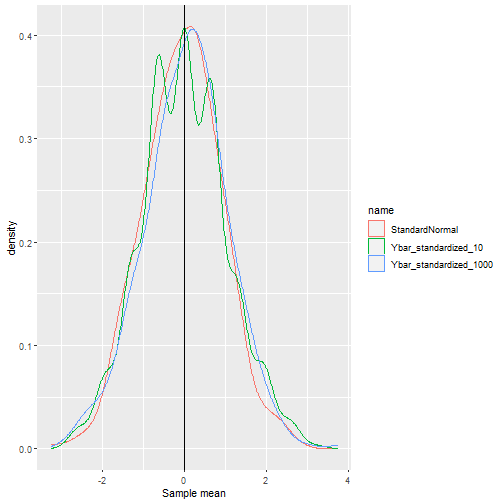 0.4
0.3
0.2
0.1
0.0
density
-2
0
2
4
Sample mean
name
StandardNormal
Ybar_standardized_10
Ybar_standardized_1000